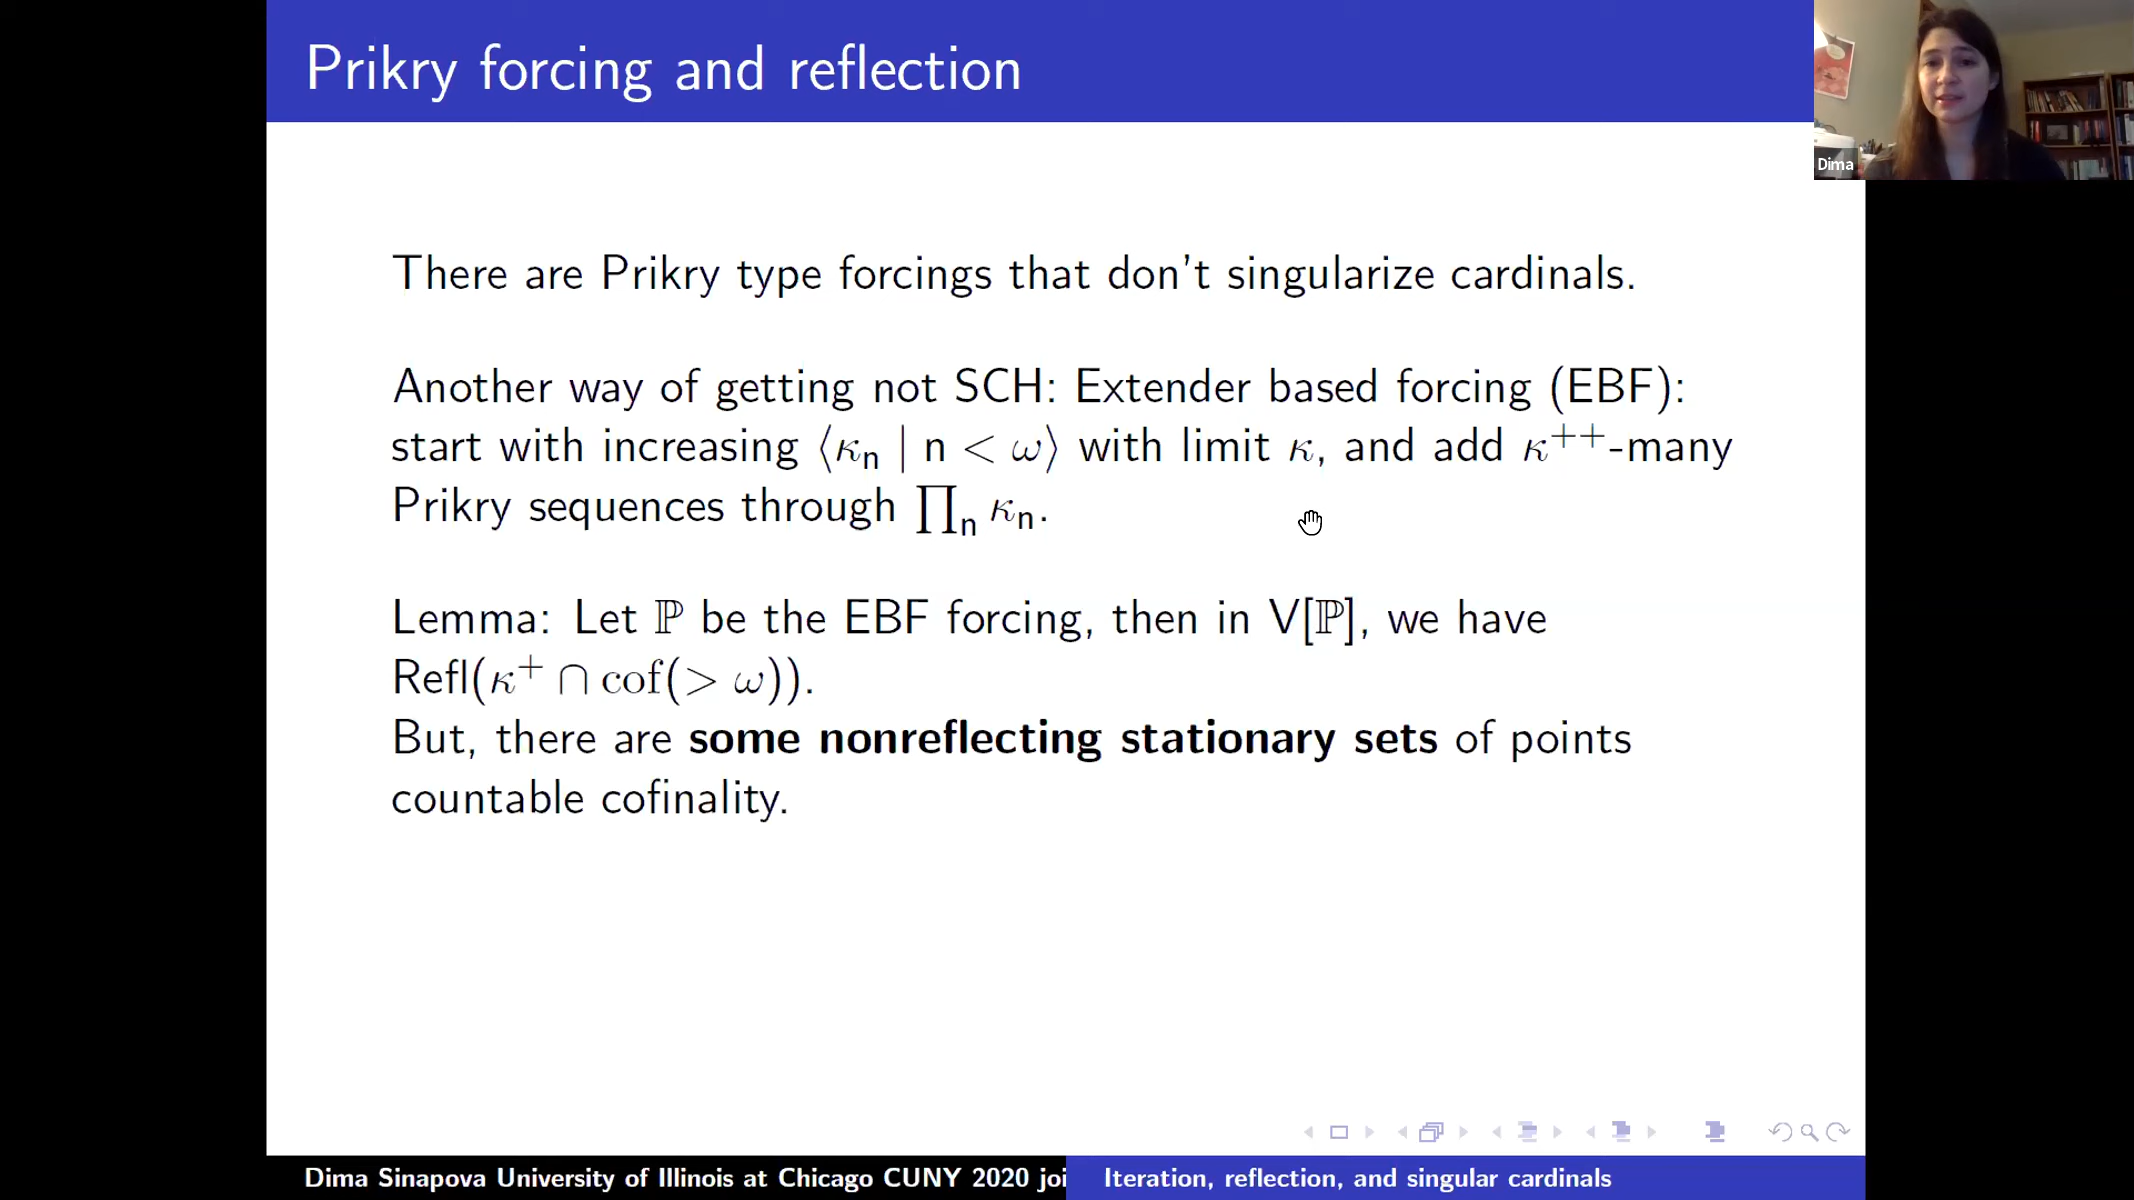 Prikry forcing and reflection
Dima
There are Prikry type forcings that don't singularize cardinals.
Another way of getting not SCH: Extender based forcing (EBF):
start with increasing ⟨κₙ | n < ω⟩ with limit κ, and add κ⁺⁺-many
Prikry sequences through ∏ₙ κₙ.
Lemma: Let ℙ be the EBF forcing, then in V[ℙ], we have
Refl(κ⁺ ∩ cof(> ω)).
But, there are some nonreflecting stationary sets of points
countable cofinality.
Dima Sinapova University of Illinois at Chicago CUNY 2020 joi
Iteration, reflection, and singular cardinals